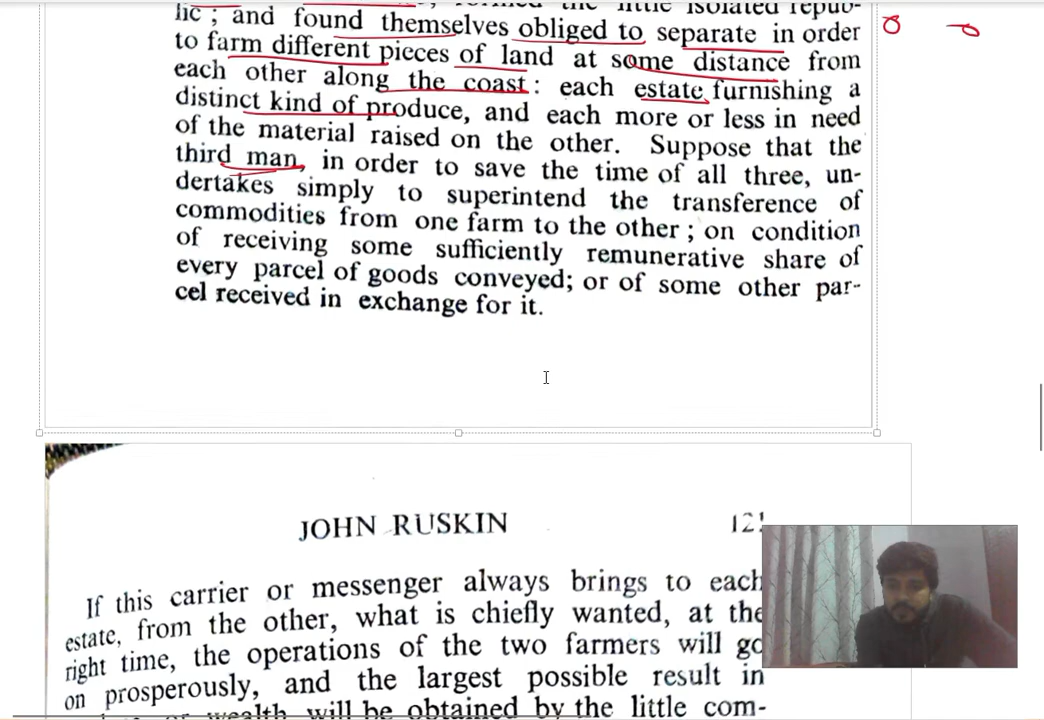 lic ; and found themselves obliged to separate in order
to farm different pieces of land at some distance from
each other along the coast : each estate furnishing a
distinct kind of produce, and each more or less in need
of the material raised on the other. Suppose that the
third man, in order to save the time of all three, un-
dertakes simply to superintend the transference of
commodities from one farm to the other ; on condition
of receiving some sufficiently remunerative share of
every parcel of goods conveyed; or of some other par-
cel received in exchange for it.
JOHN RUSKIN 121
If this carrier or messenger always brings to each
estate, from the other, what is chiefly wanted, at the
right time, the operations of the two farmers will go
on prosperously, and the largest possible result in
wealth will be obtained by the little com-